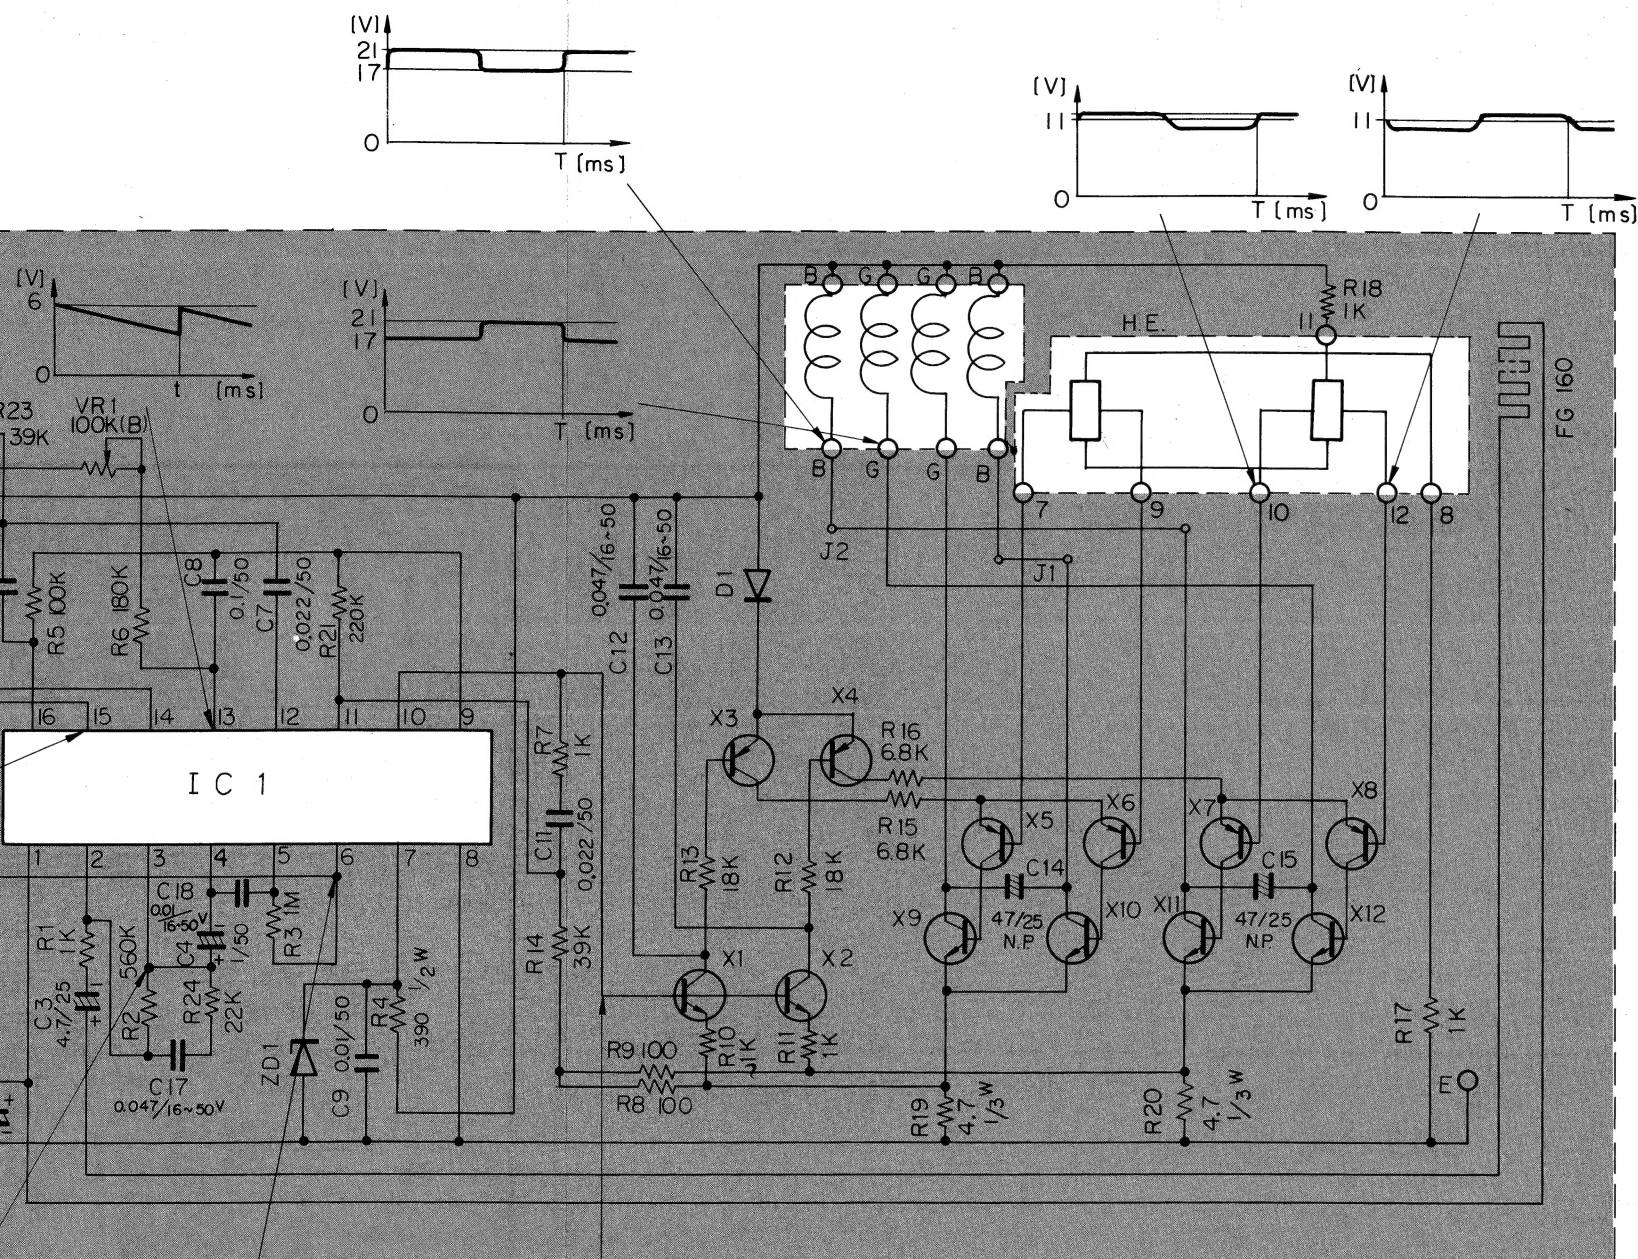 [V]
21
17
0
T [ms]
[V]
11
0
T [ms]
[V]
11
0
T [ms]
[V]
6
0
t [ms]
[V]
21
17
0
T [ms]
B G G B
R18
1K
H.E.
11
FG 160
R23
39K
VR1
100K(B)
B G G B
7 9 10 12 8
J2
J1
R5 100K
R6 180K
C8
0.1/50
C7
0.022/50
R21
220K
0.047/16~50
C12
0.047/16~50
C13
D1
16 15 14 13 12 11 10 9
IC1
1 2 3 4 5 6 7 8
R7
1K
C11
0.022/50
X3
X4
R16
6.8K
R15
6.8K
X5
X6
X7
X8
R13
18K
R12
18K
C14
47/25
N.P.
C15
47/25
N.P.
X9
X10
X11
X12
C18
0.01/
16~50V
R1
1K
560K
R2
C4
1/50
R3 1M
C3
4.7/25
R24
22K
C17
0.047/16~50V
ZD1
C9
0.01/50
R4
390
1/2W
R14
39K
X1
X2
R10
1K
R11
1K
R9 100
R8 100
R19
4.7
1/3W
R20
4.7
1/3W
R17
1K
E